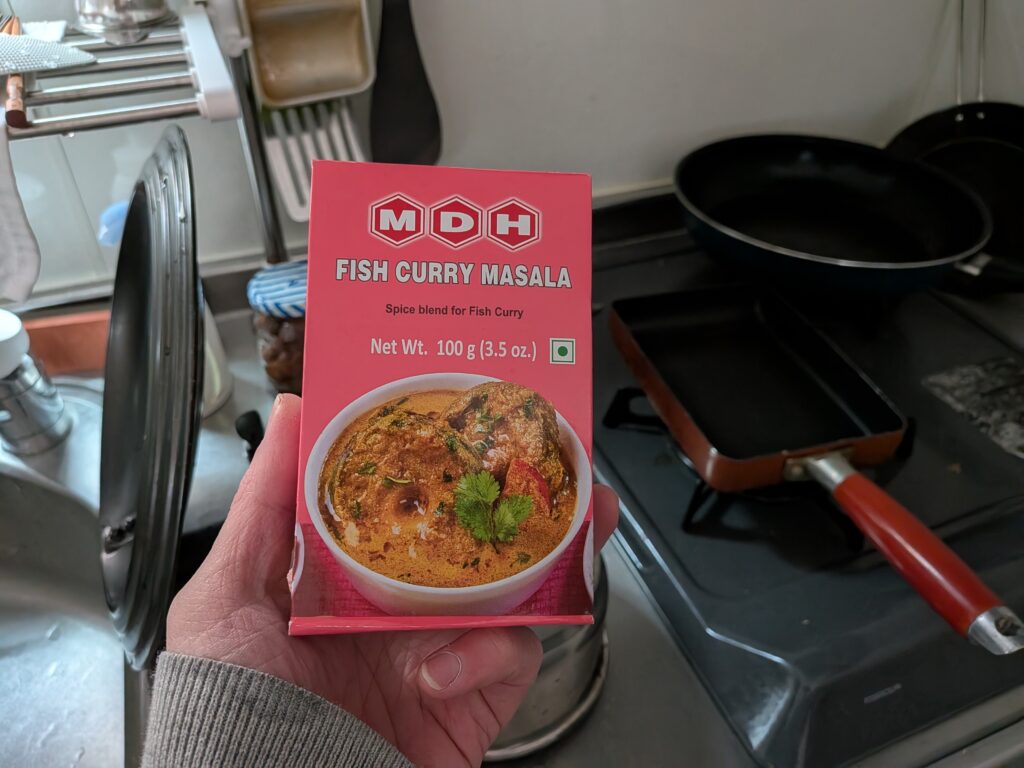 MDH
FISH CURRY MASALA
Spice blend for Fish Curry
Net Wt. 100 g (3.5 oz.)